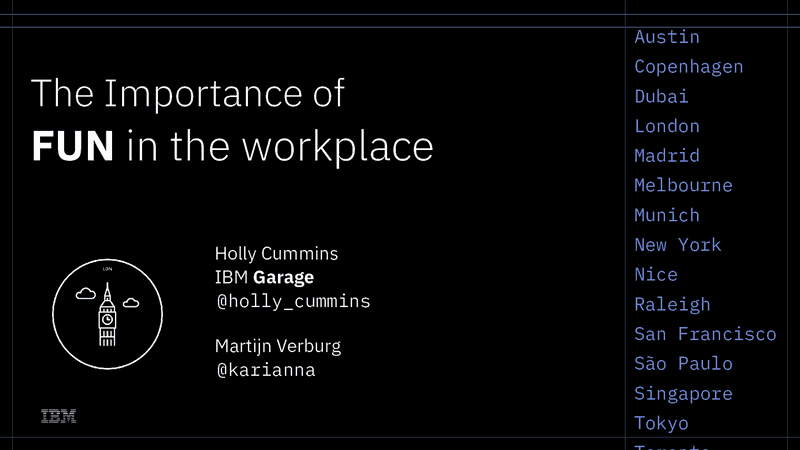 The Importance of
FUN in the workplace
LDN
Holly Cummins
IBM Garage
@holly_cummins
Martijn Verburg
@karianna
IBM
Austin
Copenhagen
Dubai
London
Madrid
Melbourne
Munich
New York
Nice
Raleigh
San Francisco
São Paulo
Singapore
Tokyo